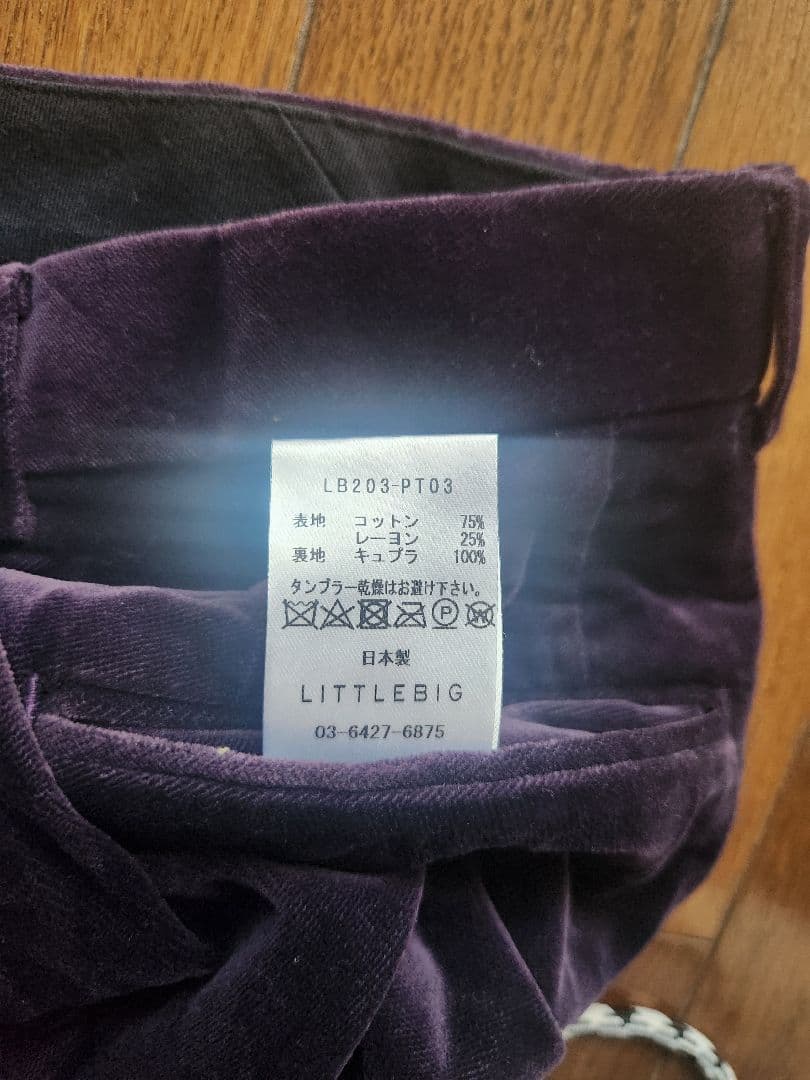 LB203-PT03
表地 コットン 75%
レーヨン 25%
裏地 キュプラ 100%
タンブラー乾燥はお避け下さい。
P W
日本製
LITTLEBIG
03-6427-6875